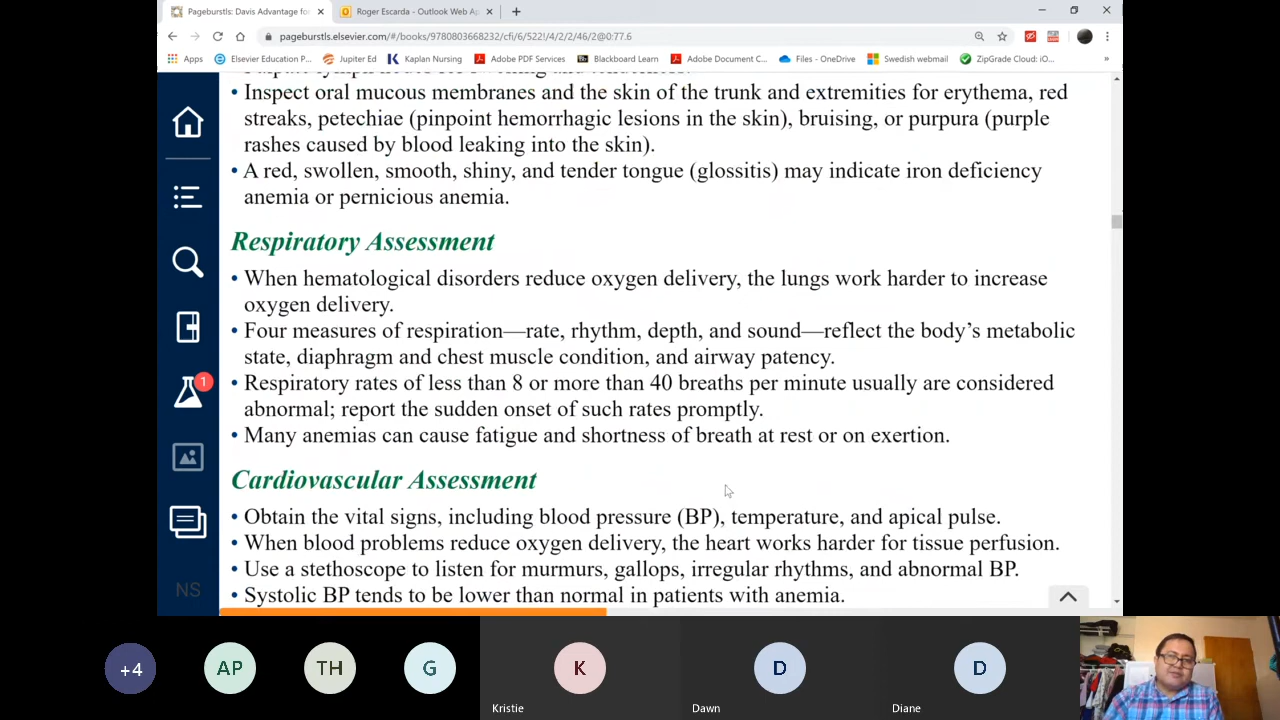 Pageburstls: Davis Advantage for
Roger Escarda - Outlook Web Ap
pageburstls.elsevier.com/#/books/9780803668232/cfi/6/522!/4/2/2/46/2@0:77.6
Apps
Elsevier Education P...
Jupiter Ed
Kaplan Nursing
Adobe PDF Services
Blackboard Learn
Adobe Document C...
Files - OneDrive
Swedish webmail
ZipGrade Cloud: iO...
»
• Inspect oral mucous membranes and the skin of the trunk and extremities for erythema, red
streaks, petechiae (pinpoint hemorrhagic lesions in the skin), bruising, or purpura (purple
rashes caused by blood leaking into the skin).
• A red, swollen, smooth, shiny, and tender tongue (glossitis) may indicate iron deficiency
anemia or pernicious anemia.
Respiratory Assessment
• When hematological disorders reduce oxygen delivery, the lungs work harder to increase
oxygen delivery.
• Four measures of respiration—rate, rhythm, depth, and sound—reflect the body’s metabolic
state, diaphragm and chest muscle condition, and airway patency.
• Respiratory rates of less than 8 or more than 40 breaths per minute usually are considered
abnormal; report the sudden onset of such rates promptly.
• Many anemias can cause fatigue and shortness of breath at rest or on exertion.
Cardiovascular Assessment
• Obtain the vital signs, including blood pressure (BP), temperature, and apical pulse.
• When blood problems reduce oxygen delivery, the heart works harder for tissue perfusion.
• Use a stethoscope to listen for murmurs, gallops, irregular rhythms, and abnormal BP.
• Systolic BP tends to be lower than normal in patients with anemia.
1
NS
+4
AP
TH
G
K
D
D
Kristie
Dawn
Diane